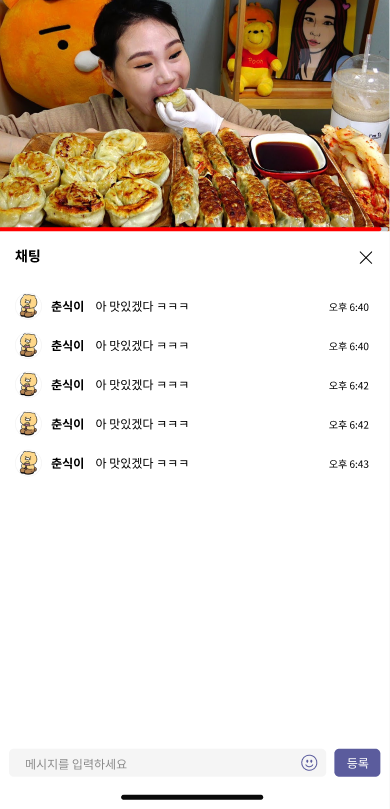 채팅
춘식이 아 맛있겠다 ㅋㅋㅋ 오후 6:40
춘식이 아 맛있겠다 ㅋㅋㅋ 오후 6:40
춘식이 아 맛있겠다 ㅋㅋㅋ 오후 6:42
춘식이 아 맛있겠다 ㅋㅋㅋ 오후 6:42
춘식이 아 맛있겠다 ㅋㅋㅋ 오후 6:43
메시지를 입력하세요 등록